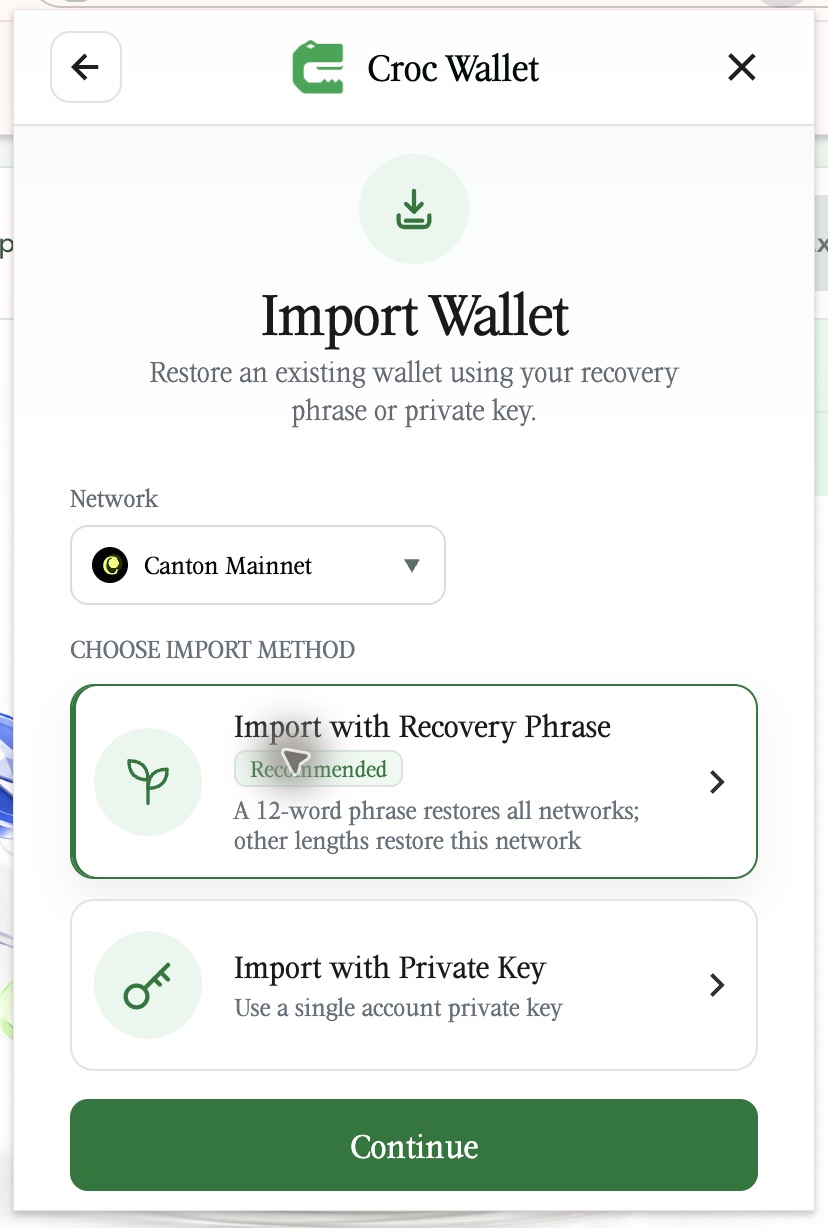 Croc Wallet
Import Wallet
Restore an existing wallet using your recovery
phrase or private key.
Network
Canton Mainnet
CHOOSE IMPORT METHOD
Import with Recovery Phrase
Recommended
A 12-word phrase restores all networks;
other lengths restore this network
Import with Private Key
Use a single account private key
Continue